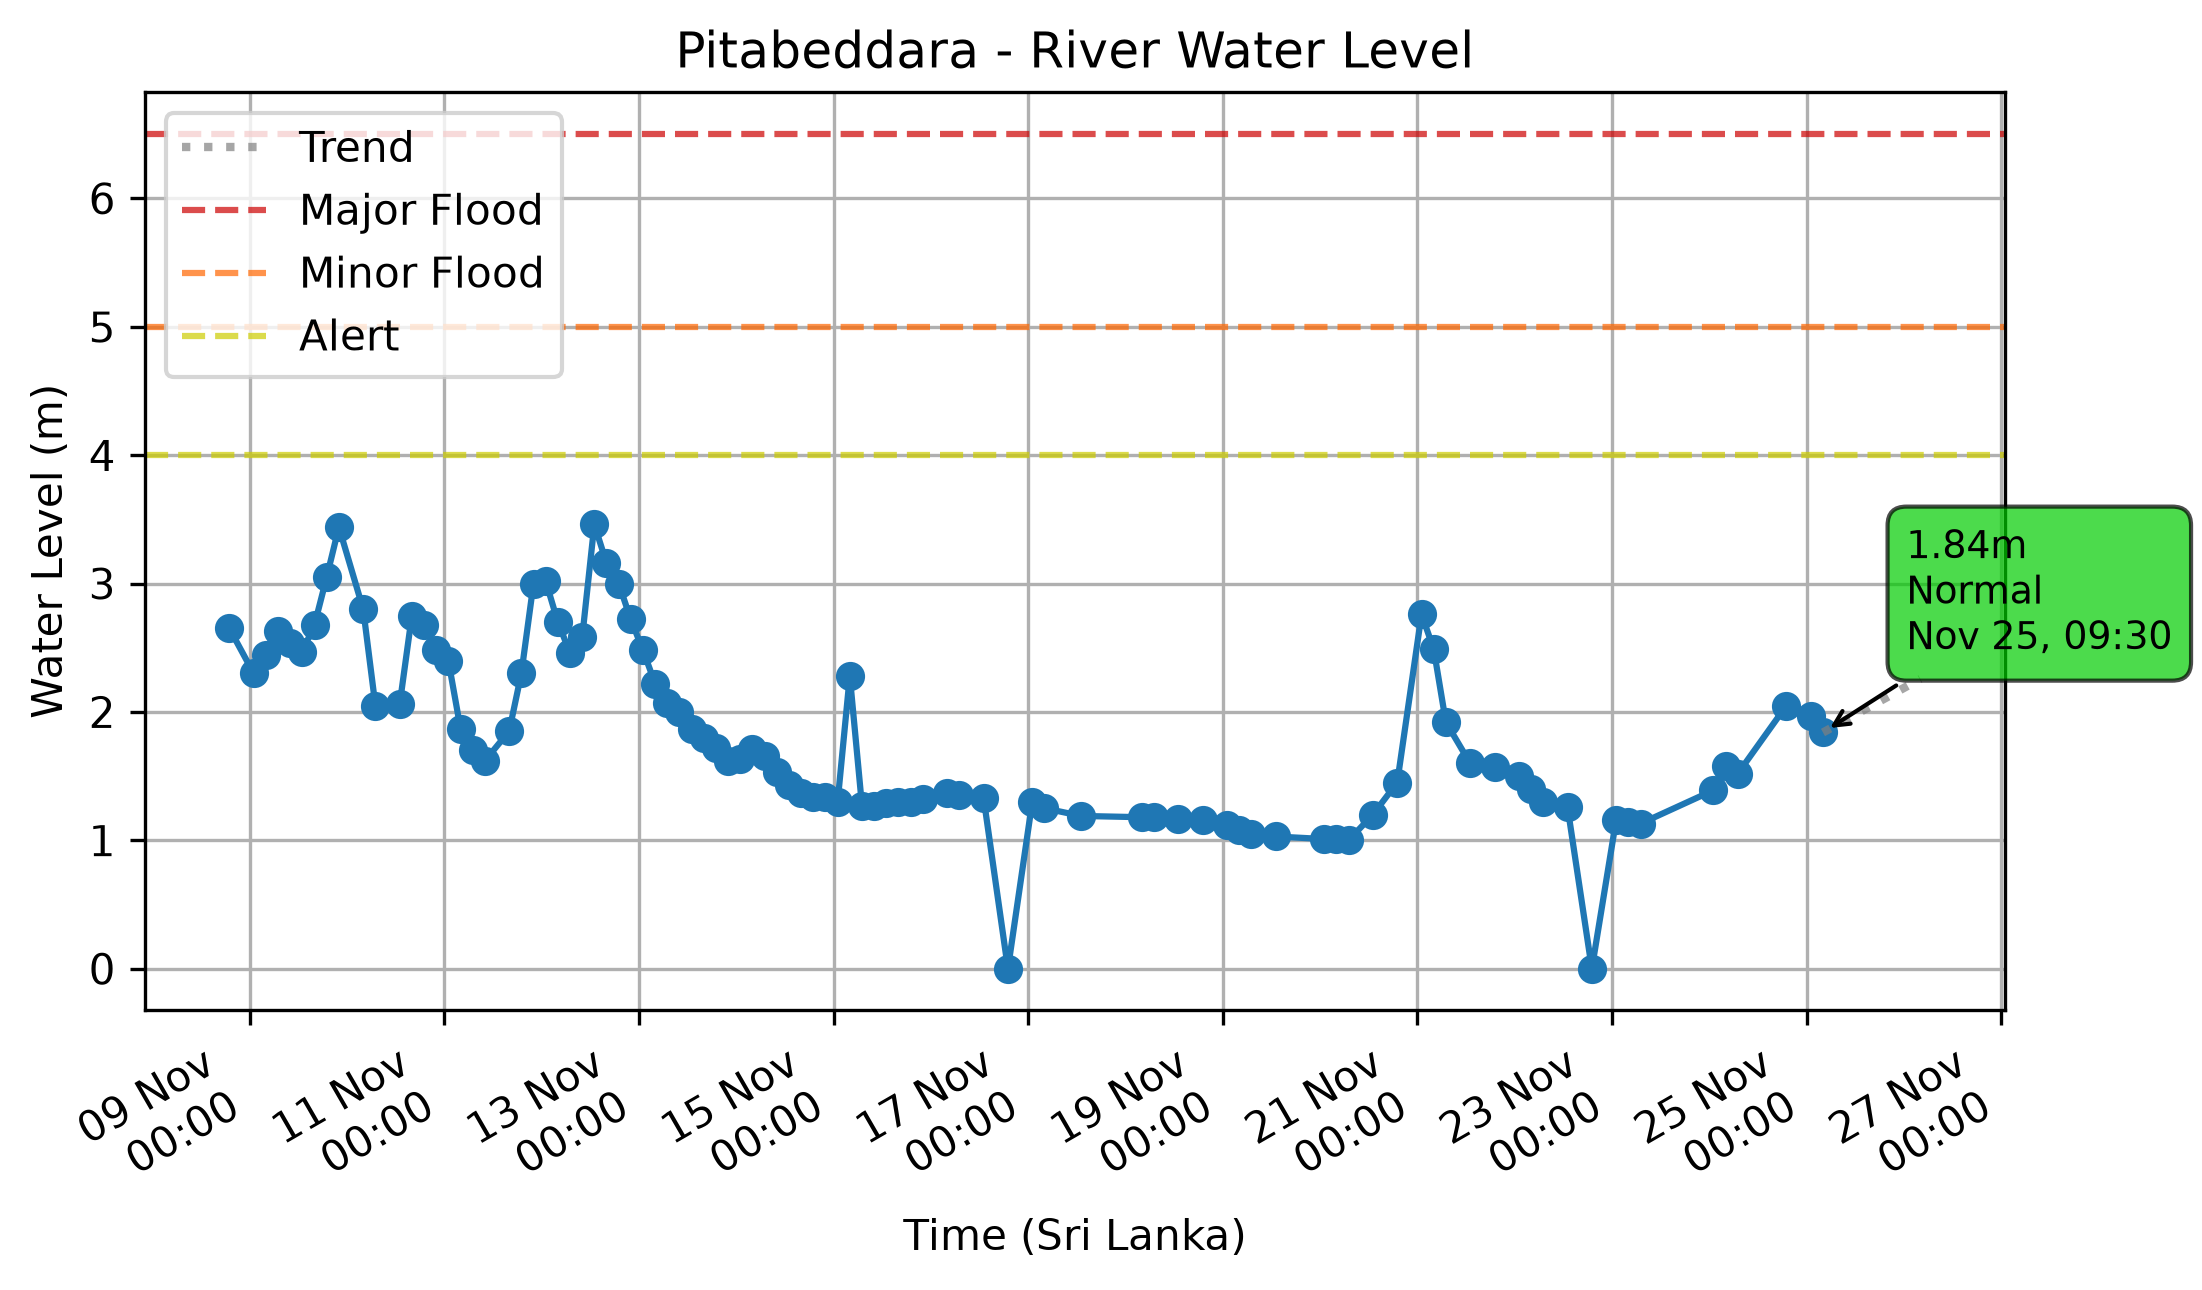 Pitabeddara - River Water Level
Trend
Major Flood
Minor Flood
Alert
Water Level (m)
6
5
4
3
2
1
0
1.84m
Normal
Nov 25, 09:30
09 Nov
00:00
11 Nov
00:00
13 Nov
00:00
15 Nov
00:00
17 Nov
00:00
19 Nov
00:00
21 Nov
00:00
23 Nov
00:00
25 Nov
00:00
27 Nov
00:00
Time (Sri Lanka)